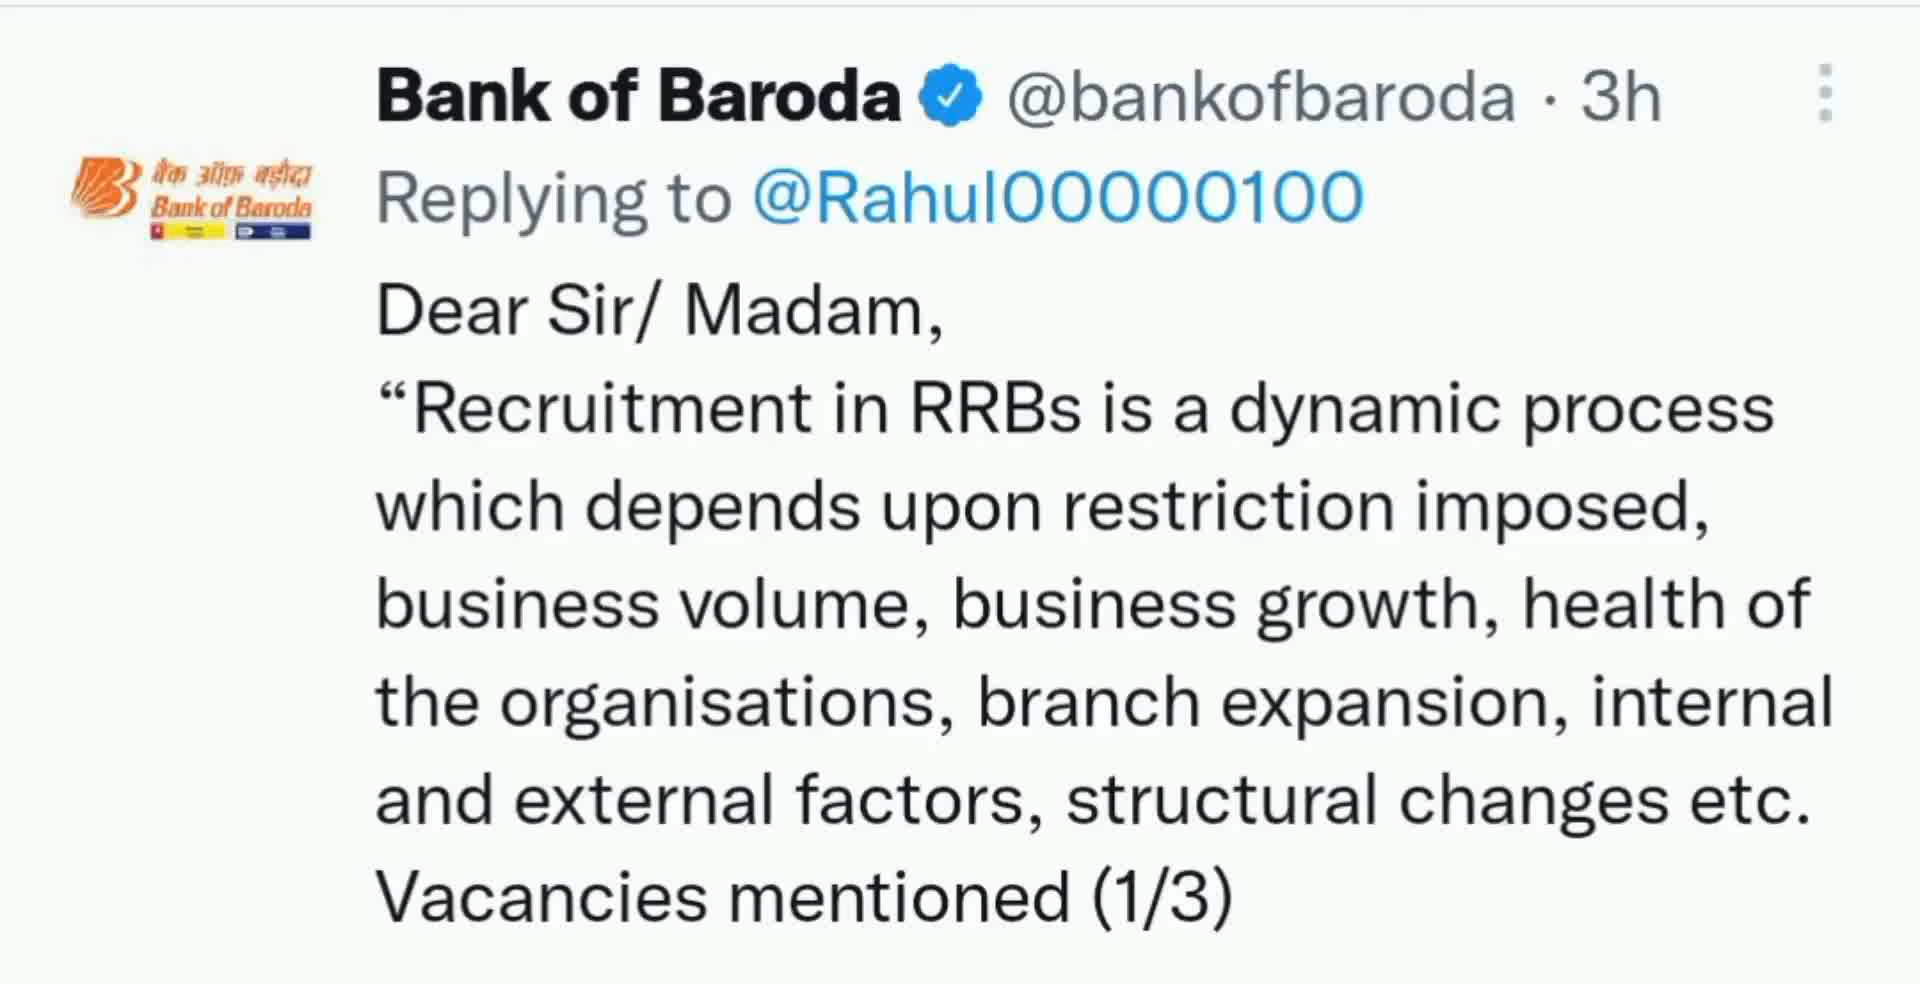 Bank of Baroda @bankofbaroda · 3h
बैंक ऑफ़ बड़ौदा
Bank of Baroda
Replying to @Rahul00000100
Dear Sir/ Madam,
“Recruitment in RRBs is a dynamic process
which depends upon restriction imposed,
business volume, business growth, health of
the organisations, branch expansion, internal
and external factors, structural changes etc.
Vacancies mentioned (1/3)